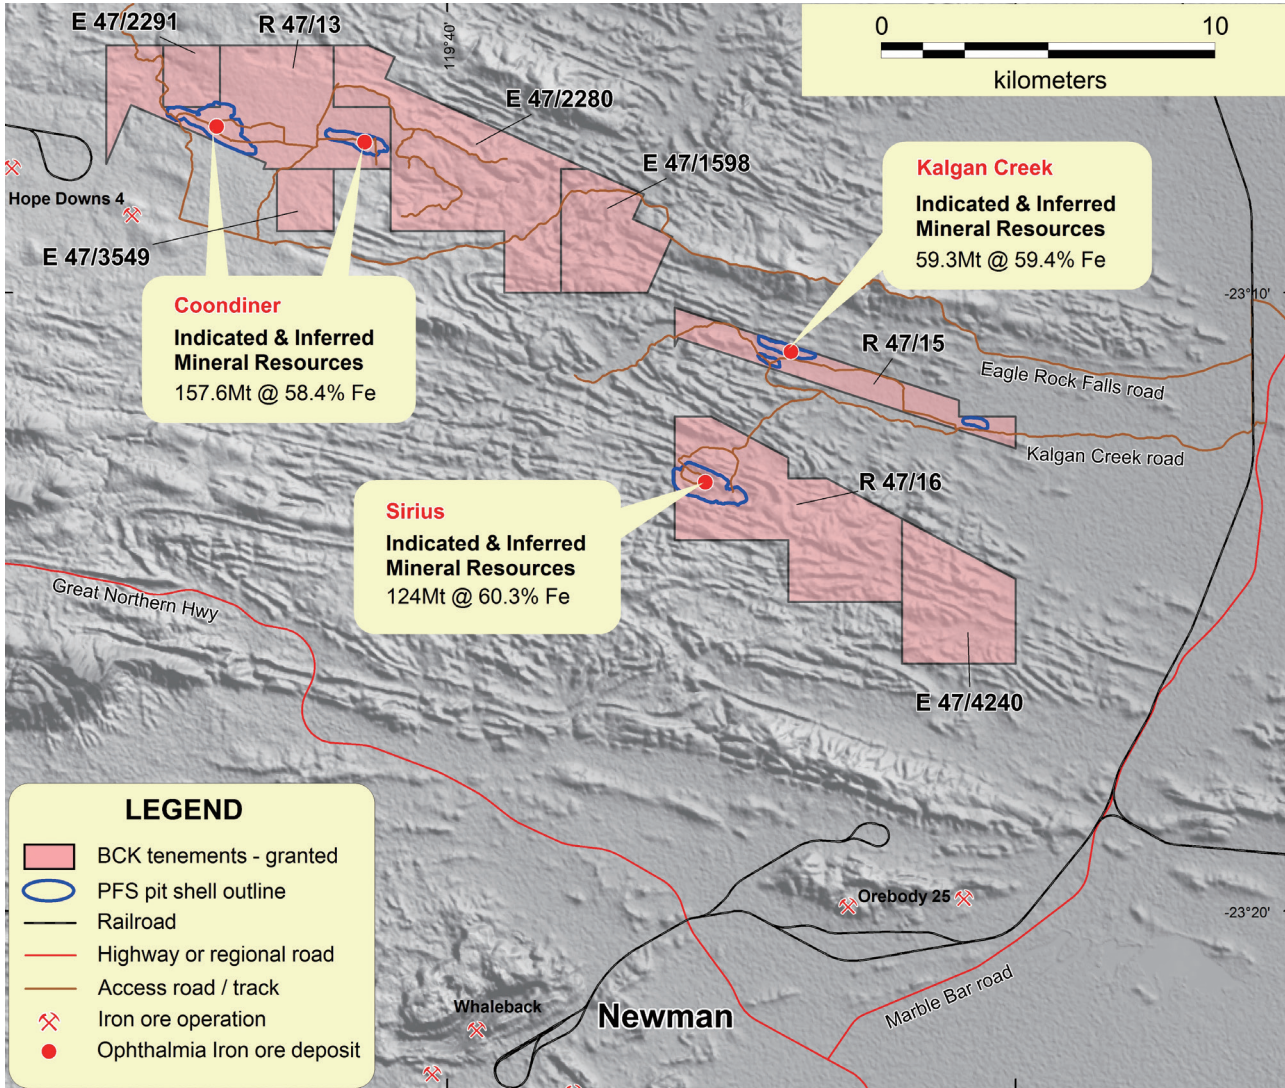 E 47/2291
R 47/13
119°40'
0
10
kilometers
E 47/2280
E 47/1598
Hope Downs 4
E 47/3549
Kalgan Creek
Indicated & Inferred
Mineral Resources
59.3Mt @ 59.4% Fe
-23°10'
Coondiner
Indicated & Inferred
Mineral Resources
157.6Mt @ 58.4% Fe
R 47/15
Eagle Rock Falls road
Kalgan Creek road
R 47/16
Sirius
Indicated & Inferred
Mineral Resources
124Mt @ 60.3% Fe
Great Northern Hwy
E 47/4240
LEGEND
BCK tenements - granted
PFS pit shell outline
Railroad
Highway or regional road
Access road / track
Iron ore operation
Ophthalmia Iron ore deposit
Orebody 25
-23°20'
Marble Bar road
Whaleback
Newman